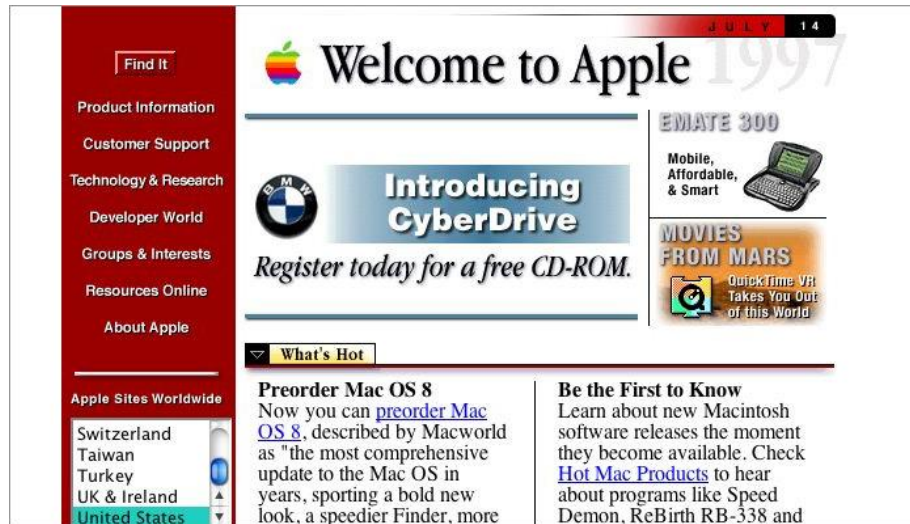 JULY 14
1997
Welcome to Apple
Find It
Product Information
Customer Support
Technology & Research
Developer World
Groups & Interests
Resources Online
About Apple
Apple Sites Worldwide
Switzerland
Taiwan
Turkey
UK & Ireland
United States
BMW
Introducing
CyberDrive
Register today for a free CD-ROM.
EMATE 300
Mobile,
Affordable,
& Smart
MOVIES
FROM MARS
QuickTime VR
Takes You Out
of this World
What's Hot
Preorder Mac OS 8
Now you can preorder Mac
OS 8, described by Macworld
as "the most comprehensive
update to the Mac OS in
years, sporting a bold new
look, a speedier Finder, more
Be the First to Know
Learn about new Macintosh
software releases the moment
they become available. Check
Hot Mac Products to hear
about programs like Speed
Demon, ReBirth RB-338 and